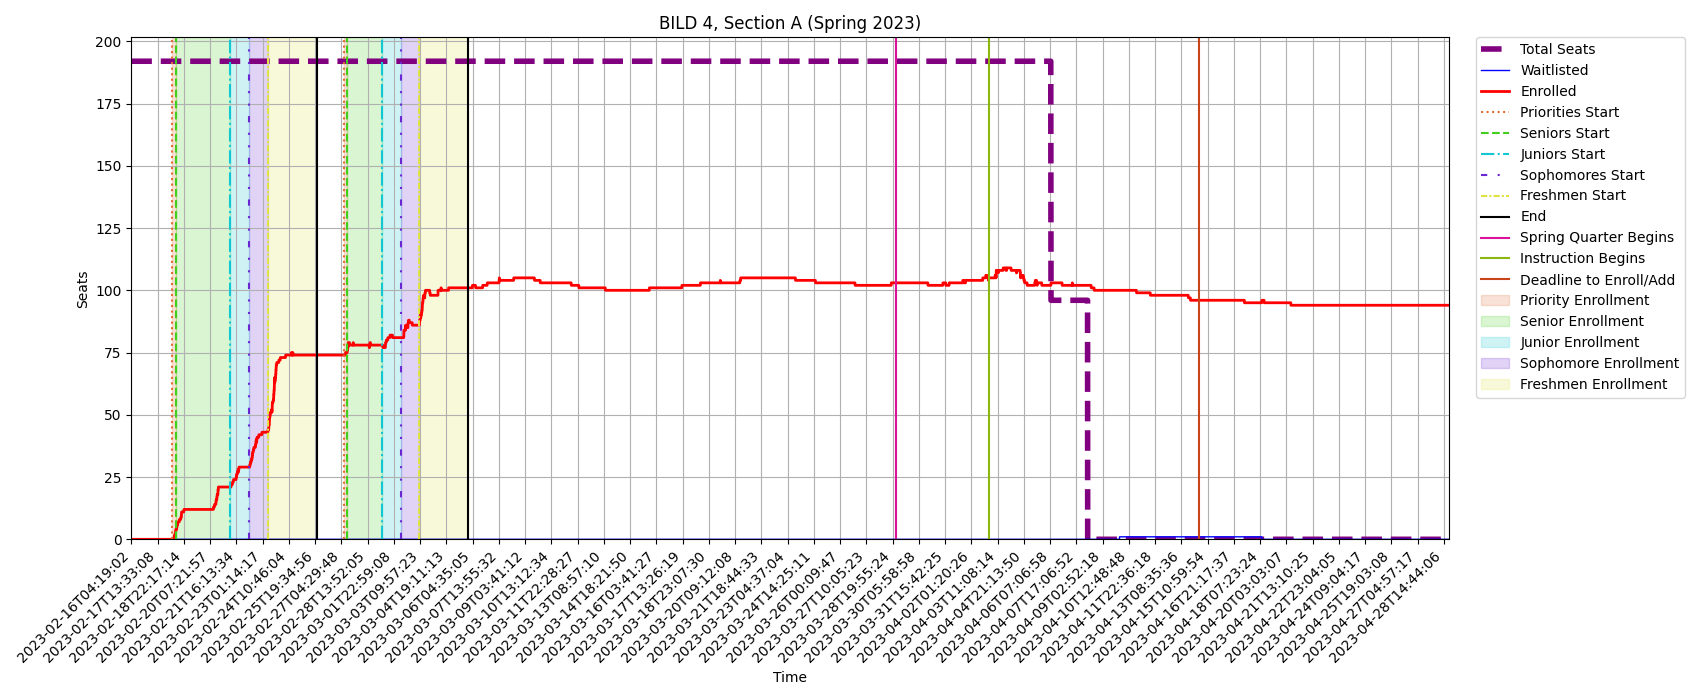 BILD 4, Section A (Spring 2023)
Seats
200
175
150
125
100
75
50
25
0
2023-02-16T04:19:02
2023-02-17T13:33:08
2023-02-18T22:17:14
2023-02-20T07:21:57
2023-02-21T16:13:34
2023-02-23T01:14:17
2023-02-24T10:46:04
2023-02-25T19:34:56
2023-02-27T04:29:48
2023-02-28T13:52:05
2023-03-01T22:59:08
2023-03-03T09:57:23
2023-03-04T19:11:13
2023-03-06T04:35:05
2023-03-07T13:55:32
2023-03-09T03:41:12
2023-03-10T13:12:34
2023-03-11T22:28:27
2023-03-13T08:57:10
2023-03-14T18:21:50
2023-03-16T03:41:27
2023-03-17T13:26:19
2023-03-18T23:07:30
2023-03-20T09:12:08
2023-03-21T18:44:33
2023-03-23T04:37:04
2023-03-24T14:25:11
2023-03-26T00:09:47
2023-03-27T10:05:23
2023-03-28T19:55:24
2023-03-30T05:58:58
2023-03-31T15:42:25
2023-04-02T01:20:26
2023-04-03T11:08:14
2023-04-04T21:13:50
2023-04-06T07:06:58
2023-04-07T17:06:52
2023-04-09T02:52:18
2023-04-10T12:48:48
2023-04-11T22:36:18
2023-04-13T08:35:36
2023-04-15T10:59:54
2023-04-16T21:17:37
2023-04-18T07:23:24
2023-04-20T03:03:07
2023-04-21T13:10:25
2023-04-22T23:04:05
2023-04-24T09:04:17
2023-04-25T19:03:08
2023-04-27T04:57:17
2023-04-28T14:44:06
Time
Total Seats
Waitlisted
Enrolled
Priorities Start
Seniors Start
Juniors Start
Sophomores Start
Freshmen Start
End
Spring Quarter Begins
Instruction Begins
Deadline to Enroll/Add
Priority Enrollment
Senior Enrollment
Junior Enrollment
Sophomore Enrollment
Freshmen Enrollment